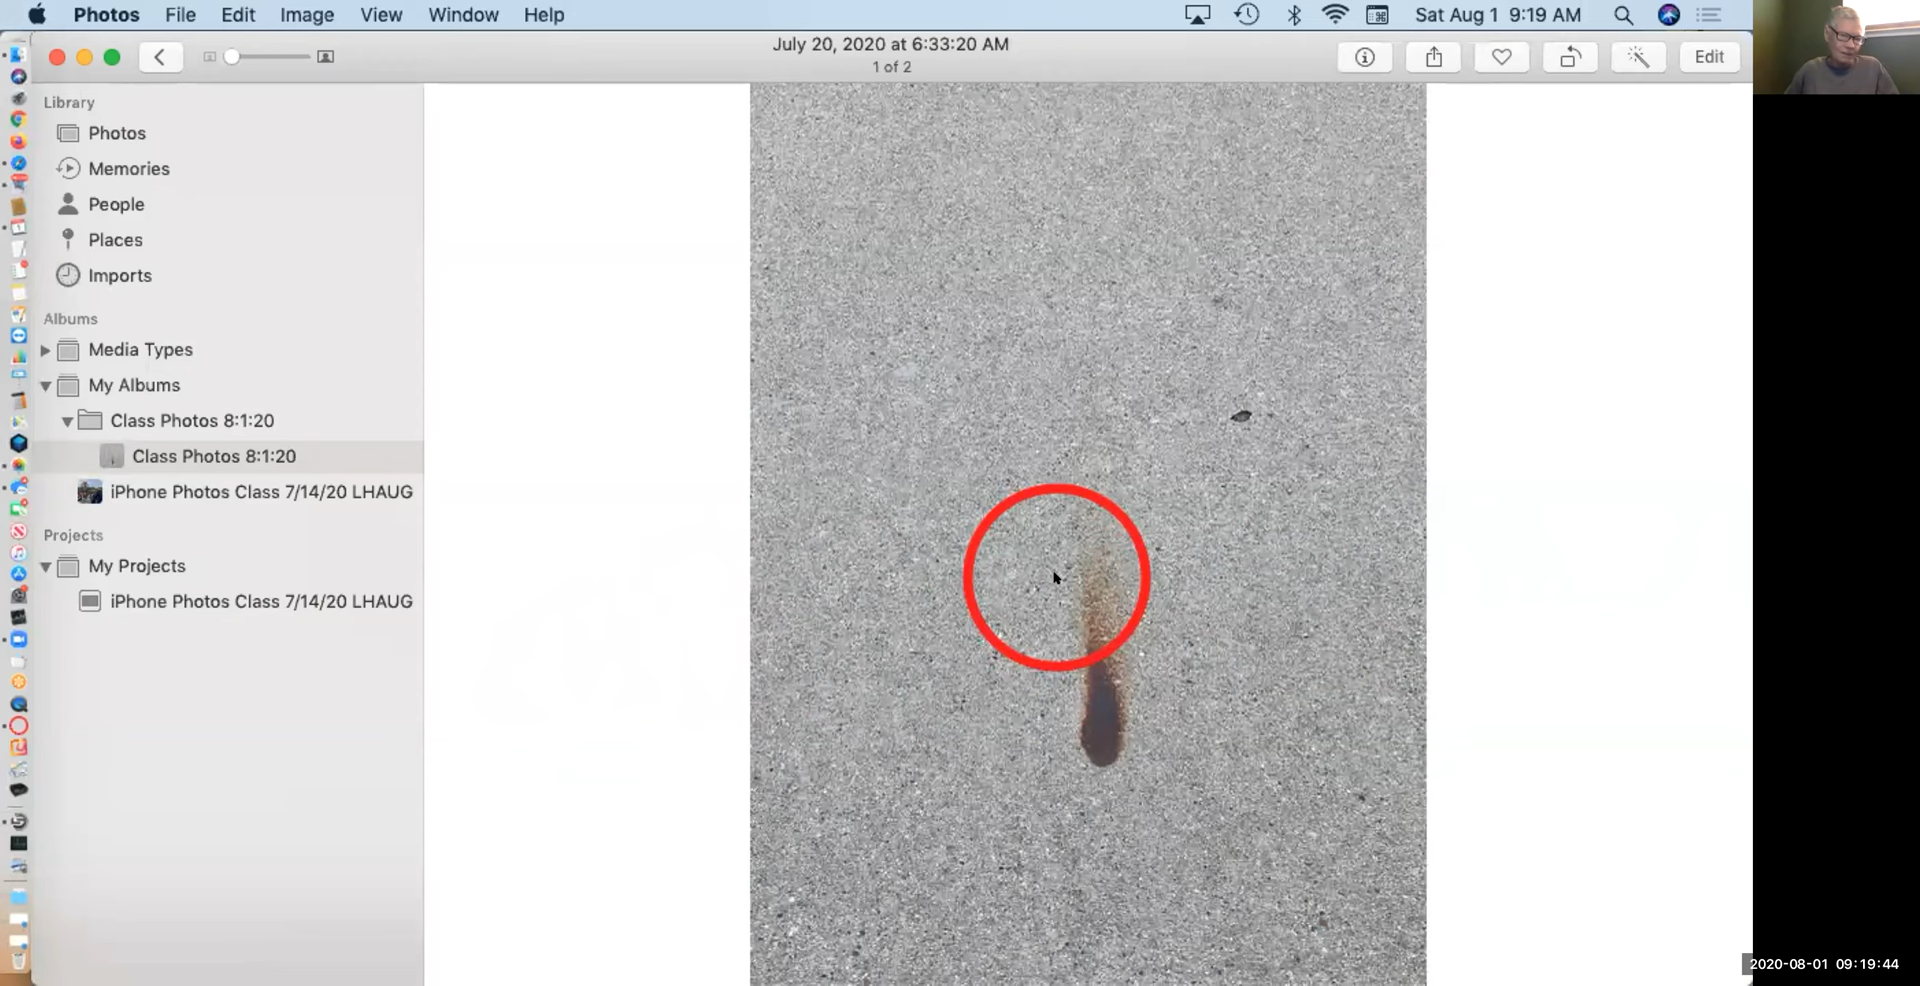 Photos File Edit Image View Window Help Sat Aug 1 9:19 AM
July 20, 2020 at 6:33:20 AM
1 of 2
Edit
Library
Photos
Memories
People
Places
Imports
Albums
Media Types
My Albums
Class Photos 8:1:20
Class Photos 8:1:20
iPhone Photos Class 7/14/20 LHAUG
Projects
My Projects
iPhone Photos Class 7/14/20 LHAUG
2020-08-01 09:19:44